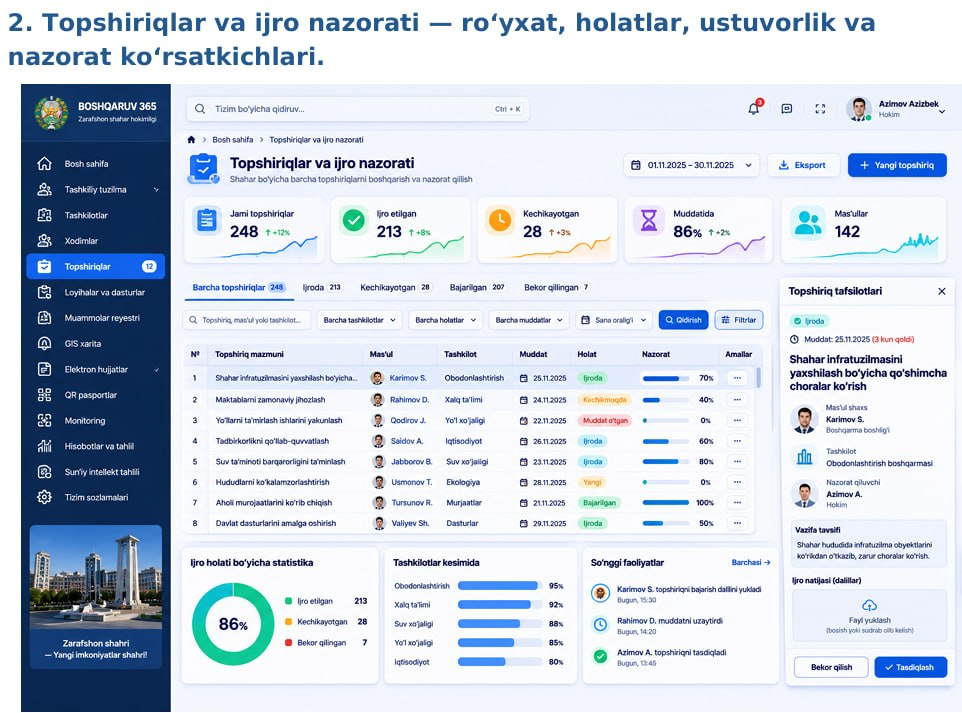 2. Topshiriqlar va ijro nazorati — ro‘yxat, holatlar, ustuvorlik va
nazorat ko‘rsatkichlari.
BOSHQARUV 365
Zarafshon shahar hokimligi
Bosh sahifa
Tashkiliy tuzilma
Tashkilotlar
Xodimlar
Topshiriqlar 12
Loyihalar va dasturlar
Muammolar reyestri
GIS xarita
Elektron hujjatlar
QR pasportlar
Monitoring
Hisobotlar va tahlil
Sun'iy intellekt tahlili
Tizim sozlamalari
Zarafshon shahri
— Yangi imkoniyatlar shahri!
Tizim bo'yicha qidiruv... Ctrl + K
3
Azimov Azizbek
Hokim
Bosh sahifa > Topshiriqlar va ijro nazorati
Topshiriqlar va ijro nazorati
Shahar bo'yicha barcha topshiriqlarni boshqarish va nazorat qilish
01.11.2025 – 30.11.2025
Eksport
+ Yangi topshiriq
Jami topshiriqlar
248 ↑ +12%
Ijro etilgan
213 ↑ +8%
Kechikayotgan
28 ↑ +3%
Muddatida
86% ↑ +2%
Mas'ullar
142
Barcha topshiriqlar 248 Ijroda 213 Kechikayotgan 28 Bajarilgan 207 Bekor qilingan 7
Topshiriq, mas'ul yoki tashkilot... Barcha tashkilotlar Barcha holatlar Barcha muddatlar Sana oralig'i Qidirish Filtrlar
№ Topshiriq mazmuni Mas'ul Tashkilot Muddat Holat Nazorat Amallar
1 Shahar infratuzilmasini yaxshilash bo'yicha... Karimov S. Obodonlashtirish 25.11.2025 Ijroda 70% ...
2 Maktablarni zamonaviy jihozlash Rahimov D. Xalq ta'limi 24.11.2025 Kechikmoqda 40% ...
3 Yo'llarni ta'mirlash ishlarini yakunlash Qodirov J. Yo'l xo'jaligi 22.11.2025 Muddat o'tgan 0% ...
4 Tadbirkorlikni qo'llab-quvvatlash Saidov A. Iqtisodiyot 26.11.2025 Ijroda 60% ...
5 Suv ta'minoti barqarorligini ta'minlash Jabborov B. Suv xo'jaligi 23.11.2025 Ijroda 80% ...
6 Hududlarni ko'kalamzorlashtirish Usmonov T. Ekologiya 28.11.2025 Yangi 0% ...
7 Aholi murojaatlarini ko'rib chiqish Tursunov R. Murjaatlar 21.11.2025 Bajarilgan 100% ...
8 Davlat dasturlarini amalga oshirish Valiyev Sh. Dasturlar 29.11.2025 Ijroda 50% ...
Ijro holati bo'yicha statistika
86%
Ijro etilgan 213
Kechikayotgan 28
Bekor qilingan 7
Tashkilotlar kesimida
Obodonlashtirish 95%
Xalq ta'limi 92%
Suv xo'jaligi 88%
Yo'l xo'jaligi 85%
Iqtisodiyot 80%
So'nggi faoliyatlar Barchasi →
Karimov S. topshiriqni bajarish dallini yukladi
Bugun, 15:30
Rahimov D. muddatni uzaytirdi
Bugun, 14:20
Azimov A. topshiriqni tasdiqladi
Bugun, 13:45
Topshiriq tafsilotlari
Ijroda
Muddat: 25.11.2025 (3 kun qoldi)
Shahar infratuzilmasini
yaxshilash bo'yicha qo'shimcha
choralar ko'rish
Mas'ul shaxs
Karimov S.
Boshqarma boshlig'i
Tashkilot
Obodonlashtirish boshqarmasi
Nazorat qiluvchi
Azimov A.
Hokim
Vazifa tavsifi
Shahar hududida infratuzilma obyektlarini
ko'rikdan o'tkazib, zarur choralar ko'rish.
Ijro natijasi (dalillar)
Fayl yuklash
(bosish yoki sudrab olib kelish)
Bekor qilish
Tasdiqlash